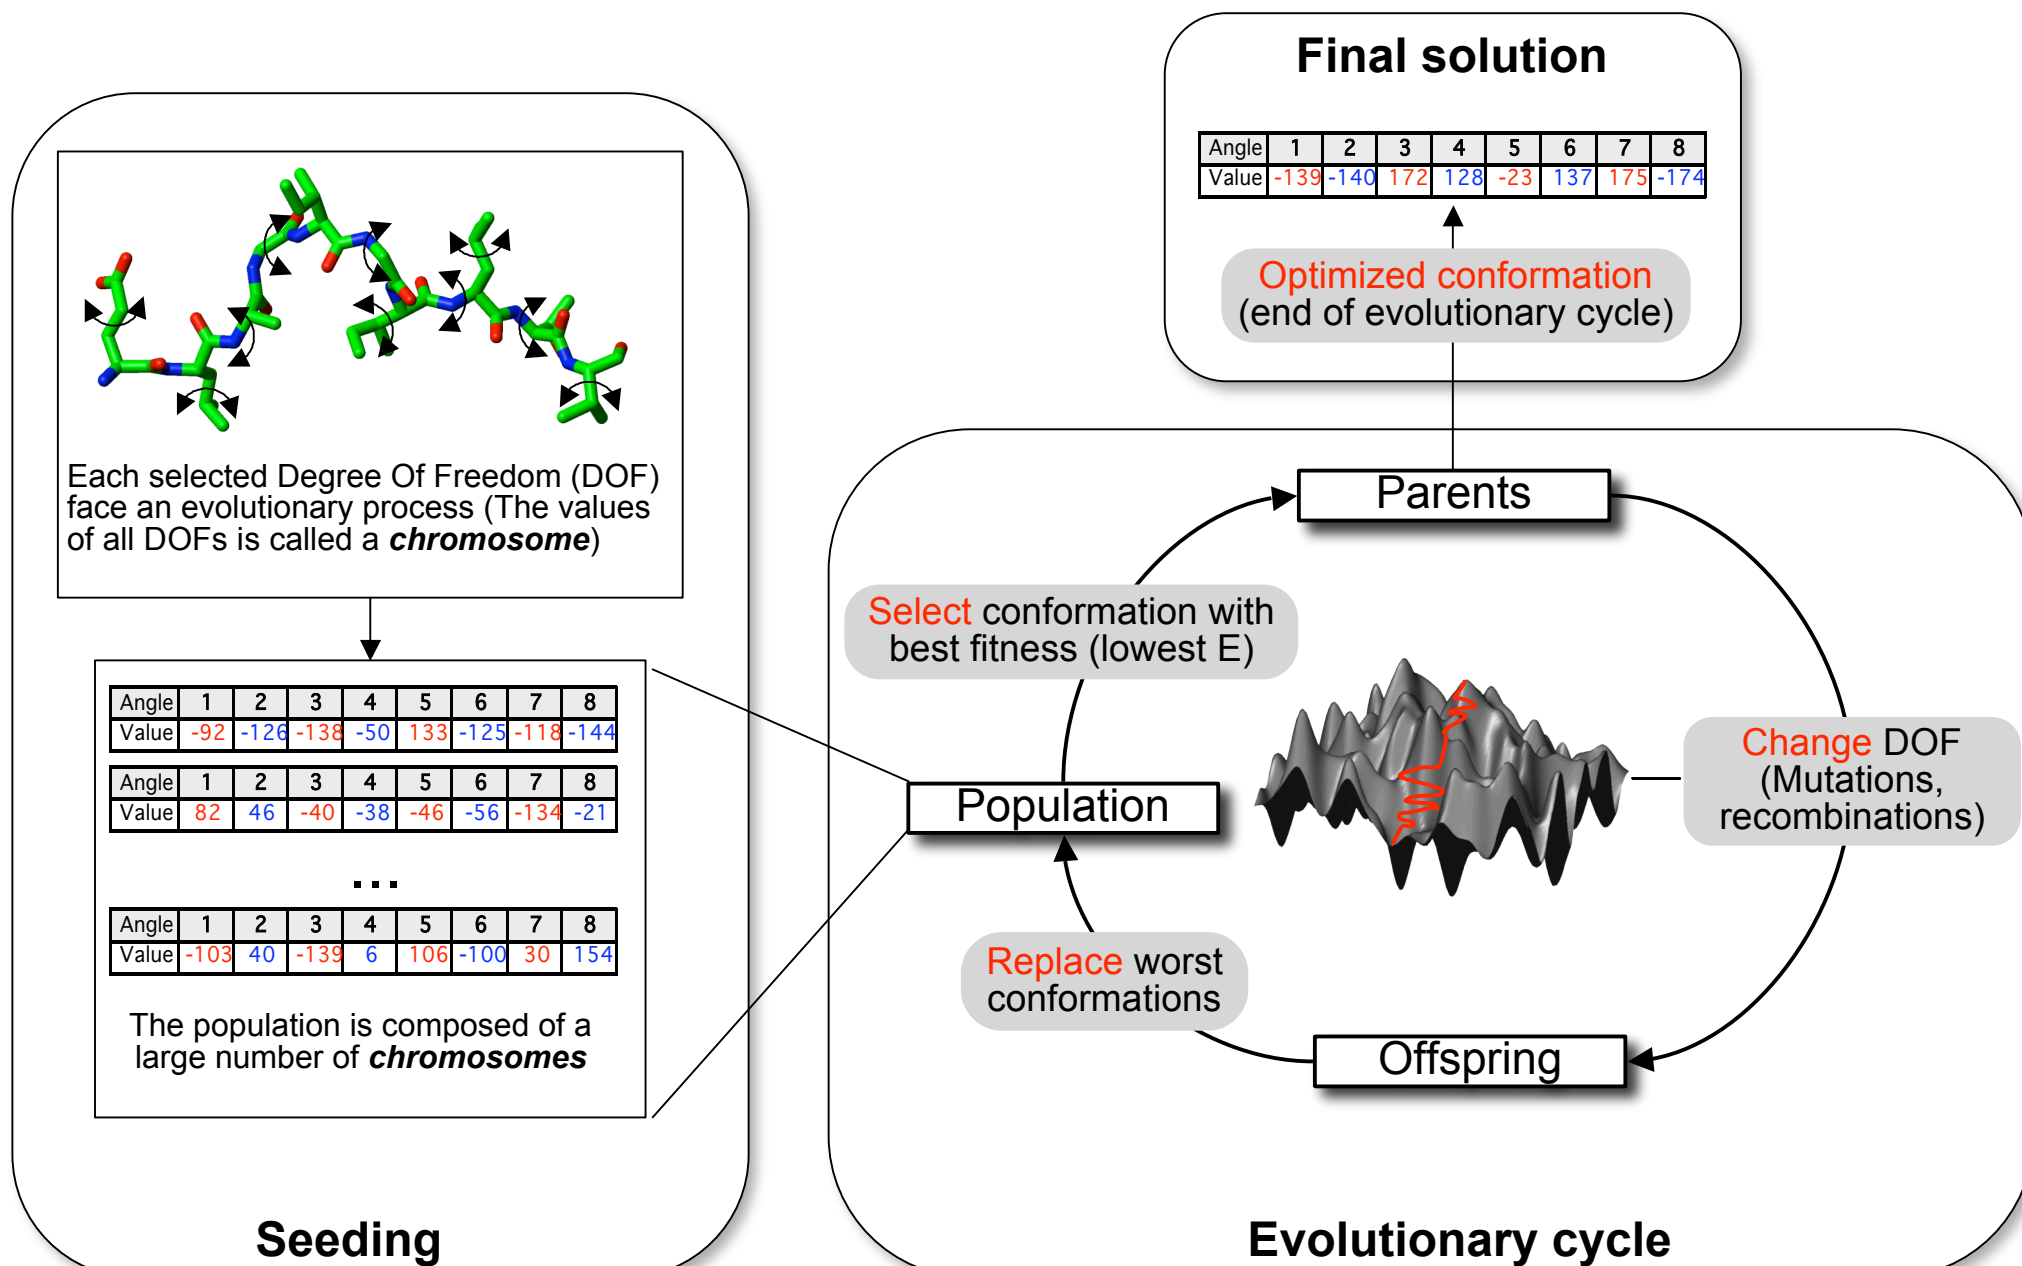 Final solution
Angle 1 2 3 4 5 6 7 8
Value -139 -140 172 128 -23 137 175 -174
Optimized conformation
(end of evolutionary cycle)
Each selected Degree Of Freedom (DOF)
face an evolutionary process (The values
of all DOFs is called a chromosome)
Angle 1 2 3 4 5 6 7 8
Value -92 -126 -138 -50 133 -125 -118 -144
Angle 1 2 3 4 5 6 7 8
Value 82 46 -40 -38 -46 -56 -134 -21
...
Angle 1 2 3 4 5 6 7 8
Value -103 40 -139 6 106 -100 30 154
The population is composed of a
large number of chromosomes
Seeding
Parents
Select conformation with
best fitness (lowest E)
Change DOF
(Mutations,
recombinations)
Population
Replace worst
conformations
Offspring
Evolutionary cycle